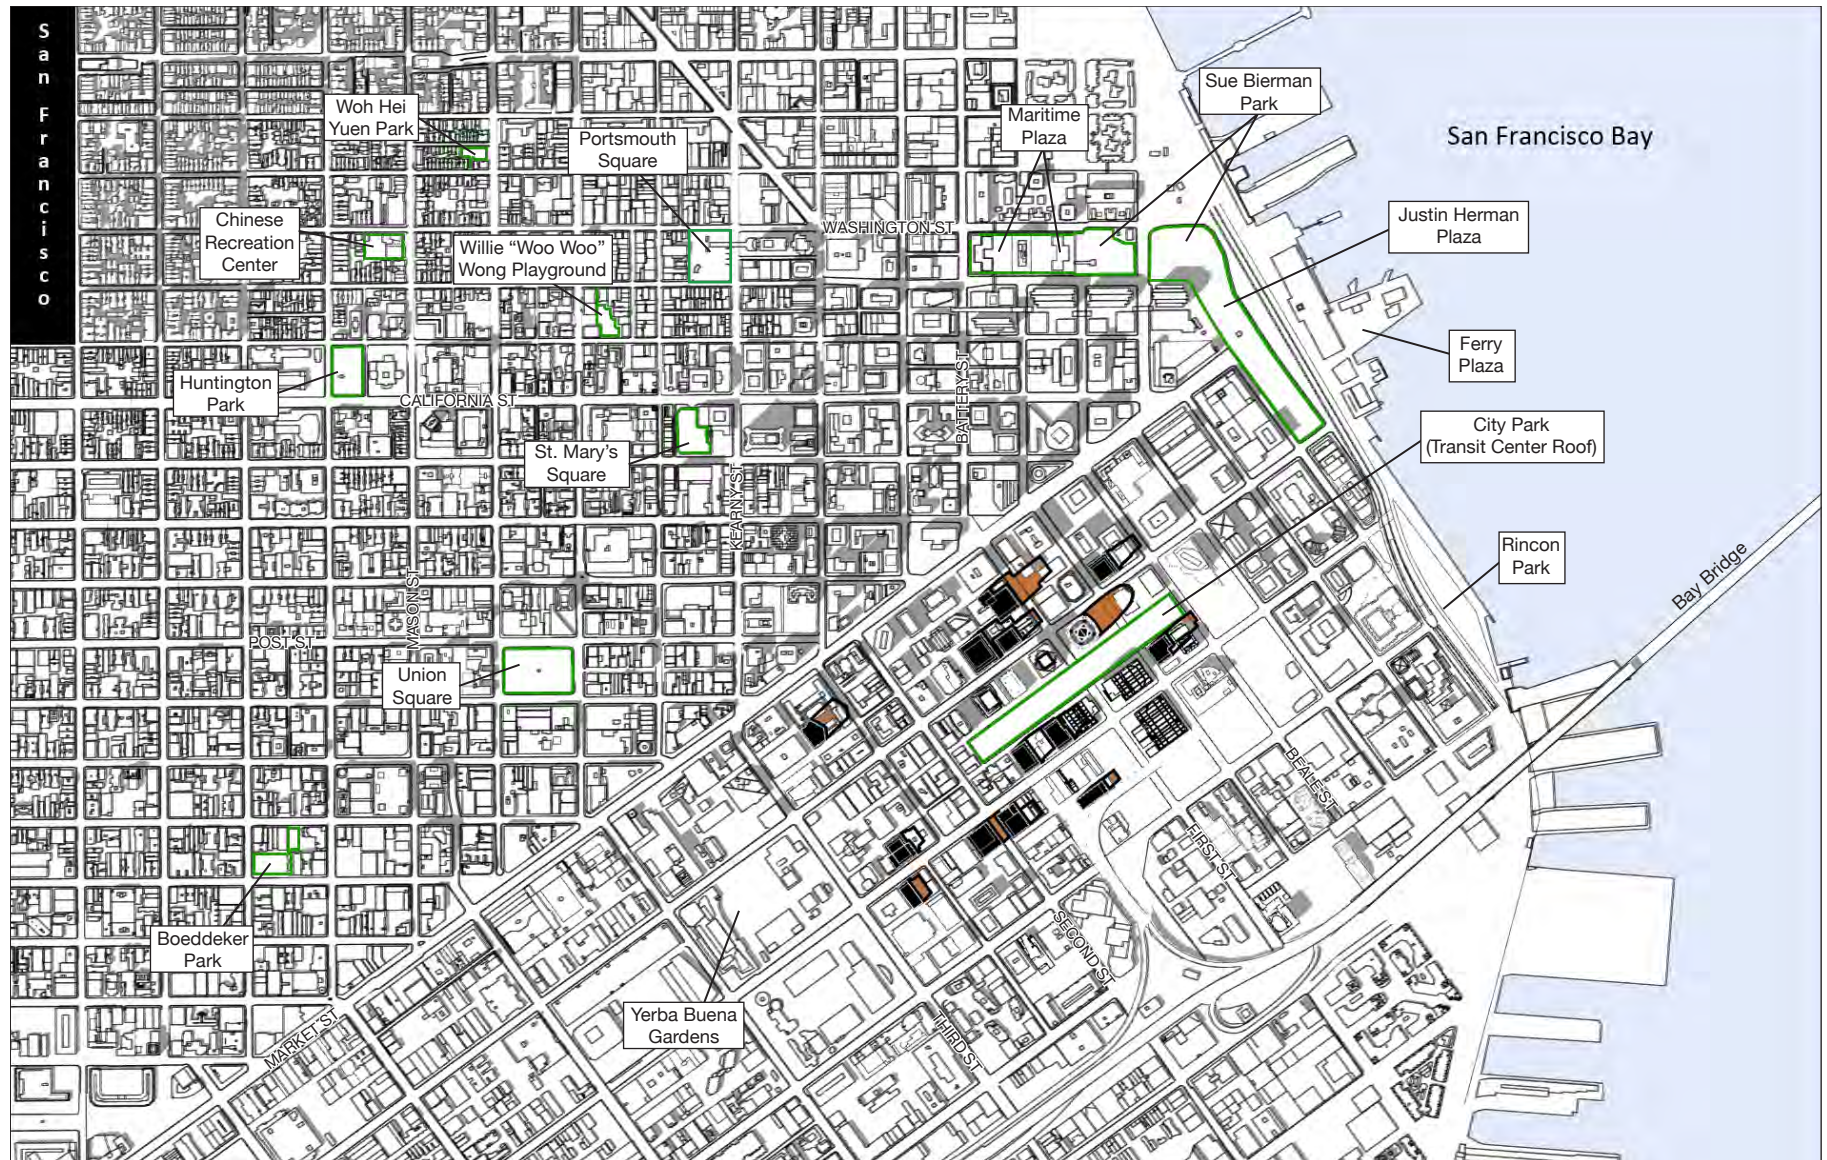 San Francisco
Sue Bierman
Park
Woh Hei
Yuen Park
Maritime
Plaza
San Francisco Bay
Portsmouth
Square
Justin Herman
Plaza
Chinese
Recreation
Center
WASHINGTON ST
Willie “Woo Woo”
Wong Playground
Ferry
Plaza
Huntington
Park
BATTERY ST
CALIFORNIA ST
City Park
(Transit Center Roof)
St. Mary’s
Square
KEARNY ST
Rincon
Park
Bay Bridge
MASON ST
POST ST
Union
Square
BEALE ST
FIRST ST
Boeddeker
Park
SECOND ST
Yerba Buena
Gardens
MARKET ST
THIRD ST